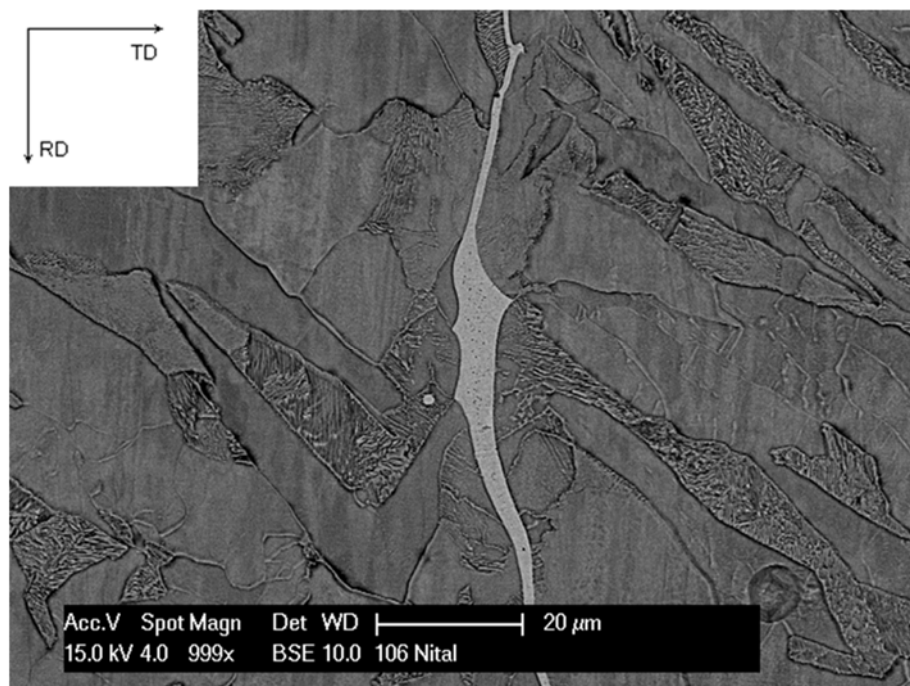 TD
RD
Acc.V Spot Magn Det WD 20 μm
15.0 kV 4.0 999x BSE 10.0 106 Nital